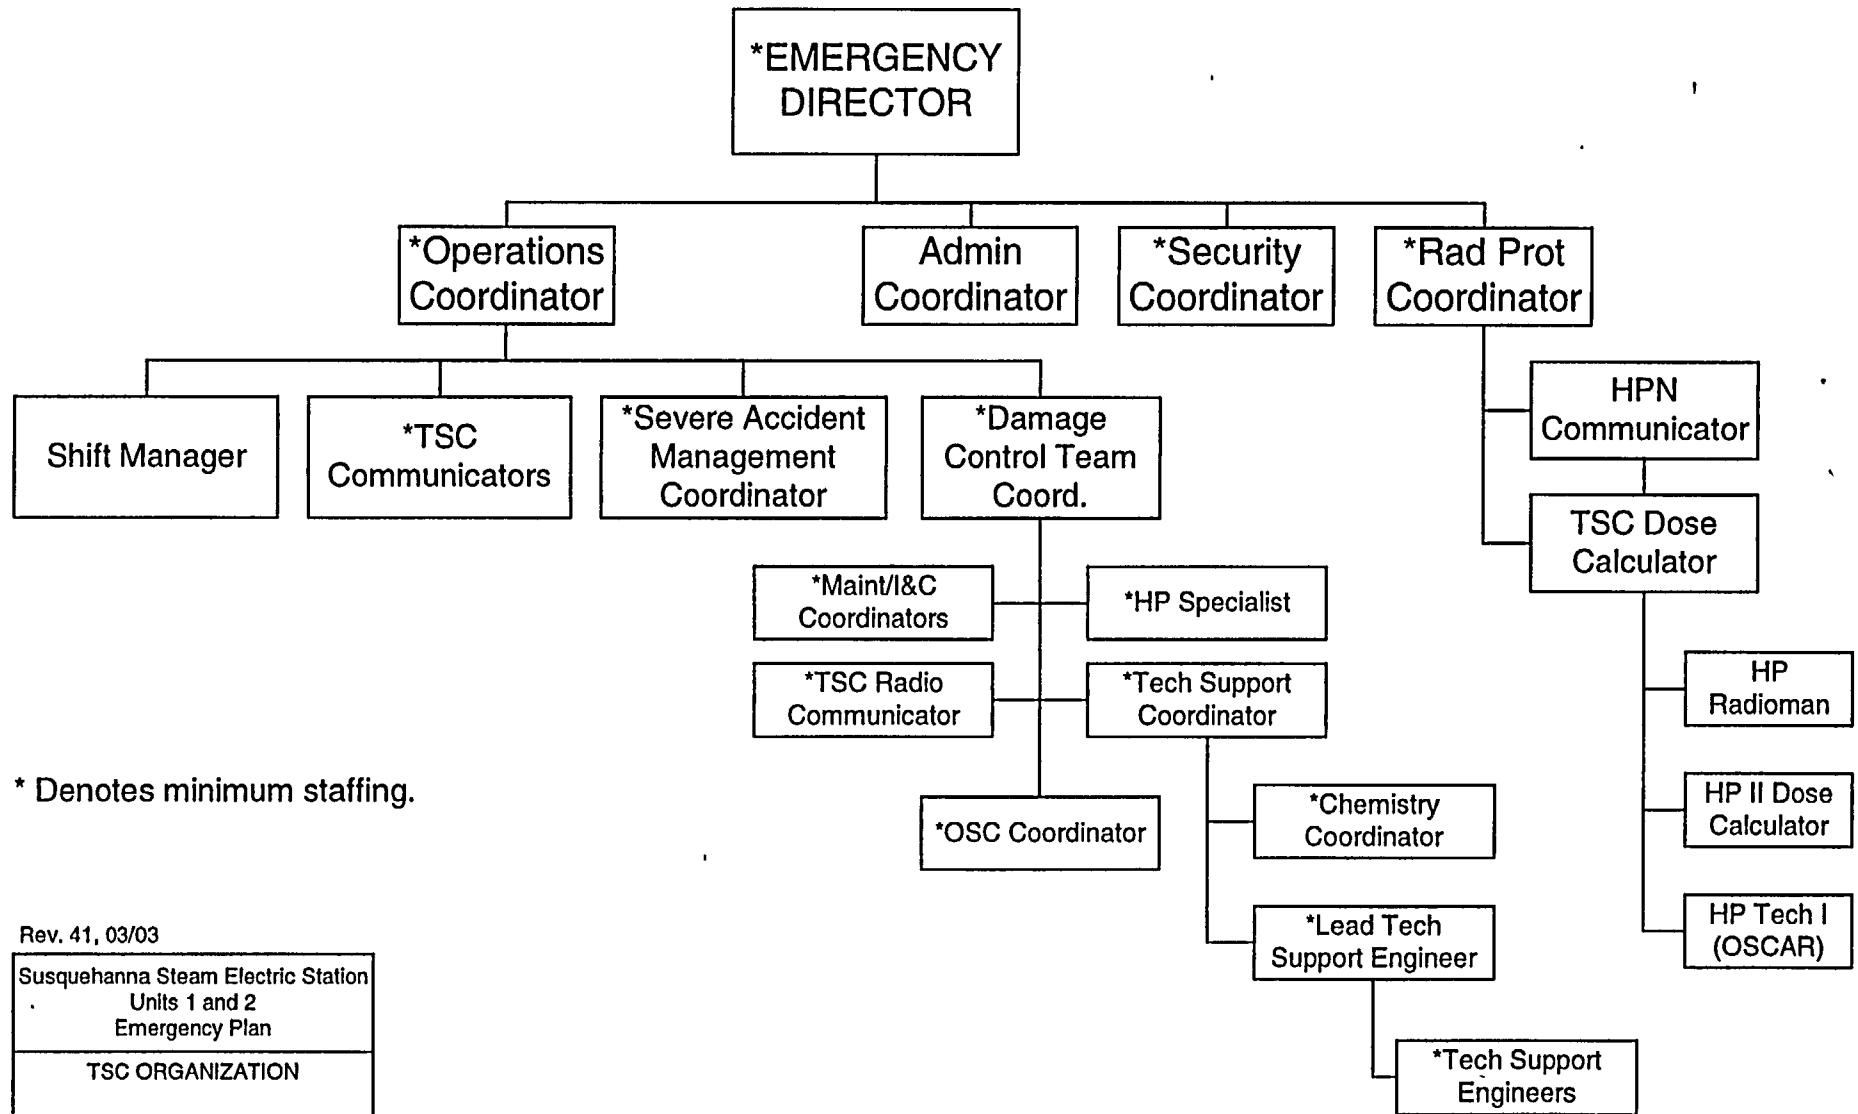 *EMERGENCY
DIRECTOR
*Operations
Coordinator
Admin
Coordinator
*Security
Coordinator
*Rad Prot
Coordinator
Shift Manager
*TSC
Communicators
*Severe Accident
Management
Coordinator
*Damage
Control Team
Coord.
HPN
Communicator
TSC Dose
Calculator
*Maint/I&C
Coordinators
*HP Specialist
*TSC Radio
Communicator
*Tech Support
Coordinator
HP
Radioman
* Denotes minimum staffing.
*OSC Coordinator
*Chemistry
Coordinator
HP II Dose
Calculator
*Lead Tech
Support Engineer
HP Tech I
(OSCAR)
*Tech Support
Engineers
Rev. 41, 03/03
Susquehanna Steam Electric Station
Units 1 and 2
Emergency Plan
TSC ORGANIZATION